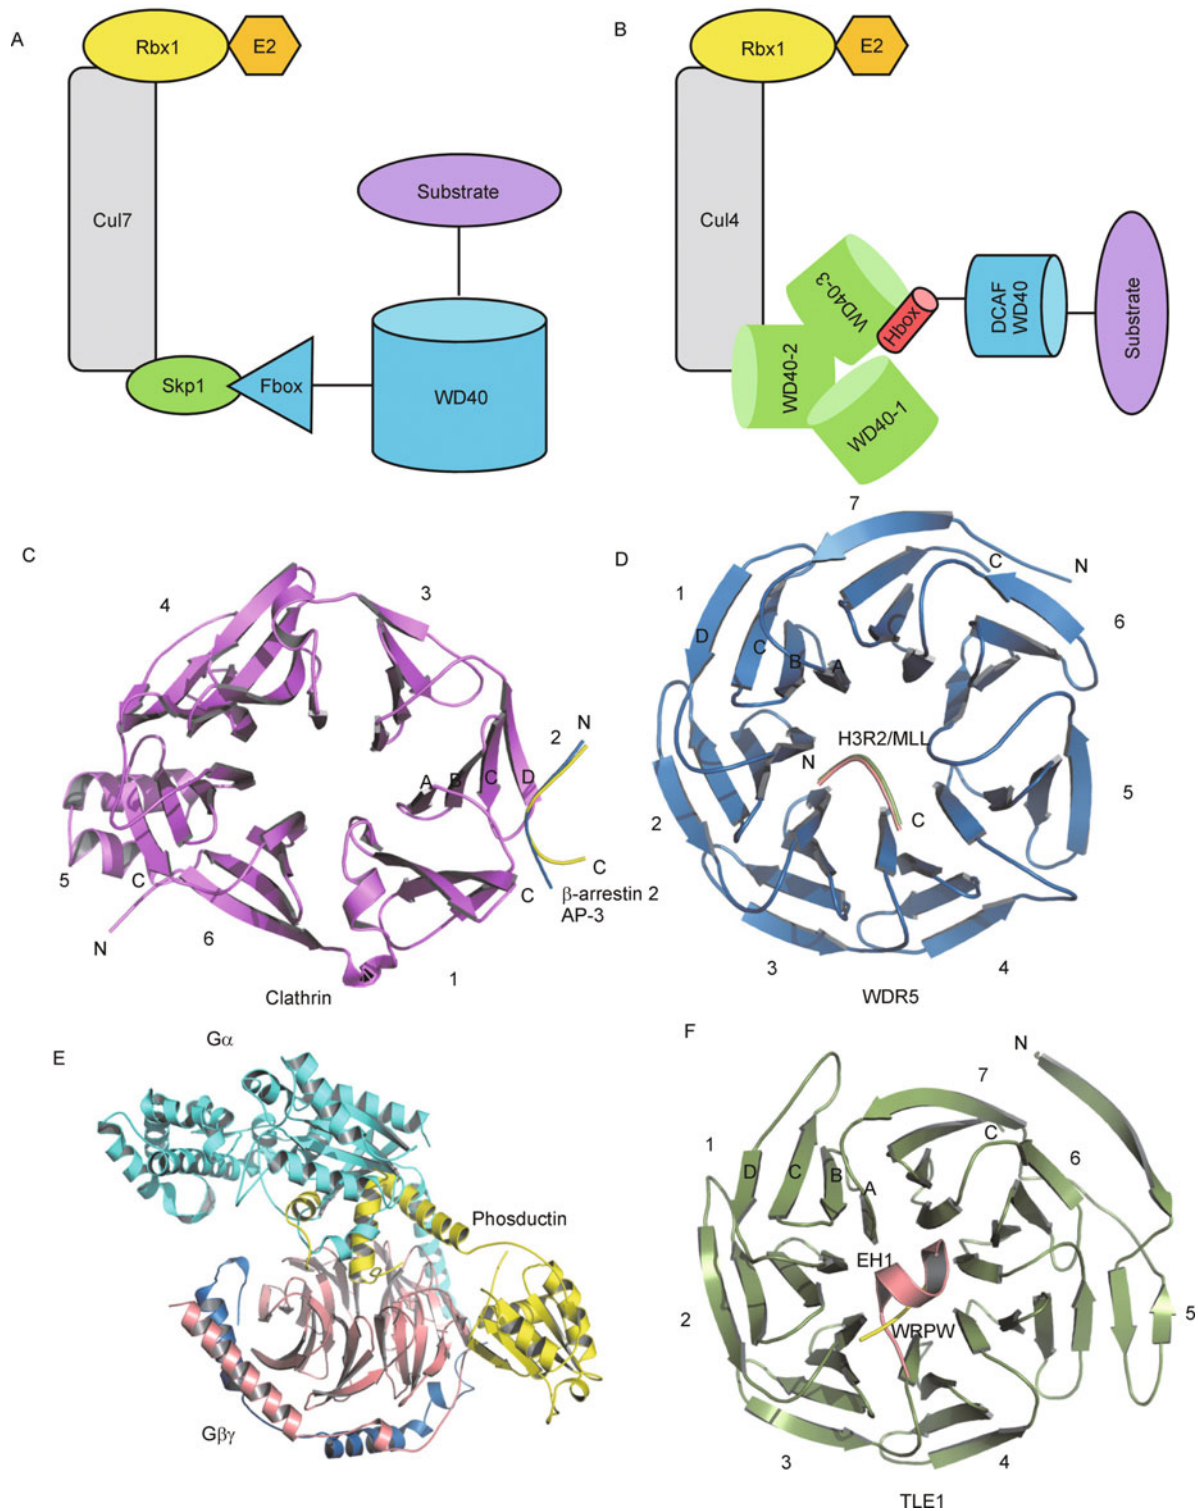 A
Rbx1
E2
Cul7
Substrate
Skp1
Fbox
WD40
B
Rbx1
E2
Cul4
WD40-3
Hbox
DCAF
WD40
Substrate
WD40-2
WD40-1
C
4
3
N
2
A
B
C
D
5
C
N
6
C
C
β-arrestin 2
AP-3
1
Clathrin
D
7
N
C
1
6
D
C
B
A
C
H3R2/MLL
N
C
5
2
3
4
WDR5
E
Gα
Phosductin
Gβγ
F
N
7
C
1
6
D
C
B
A
EH1
WRPW
2
5
3
4
TLE1